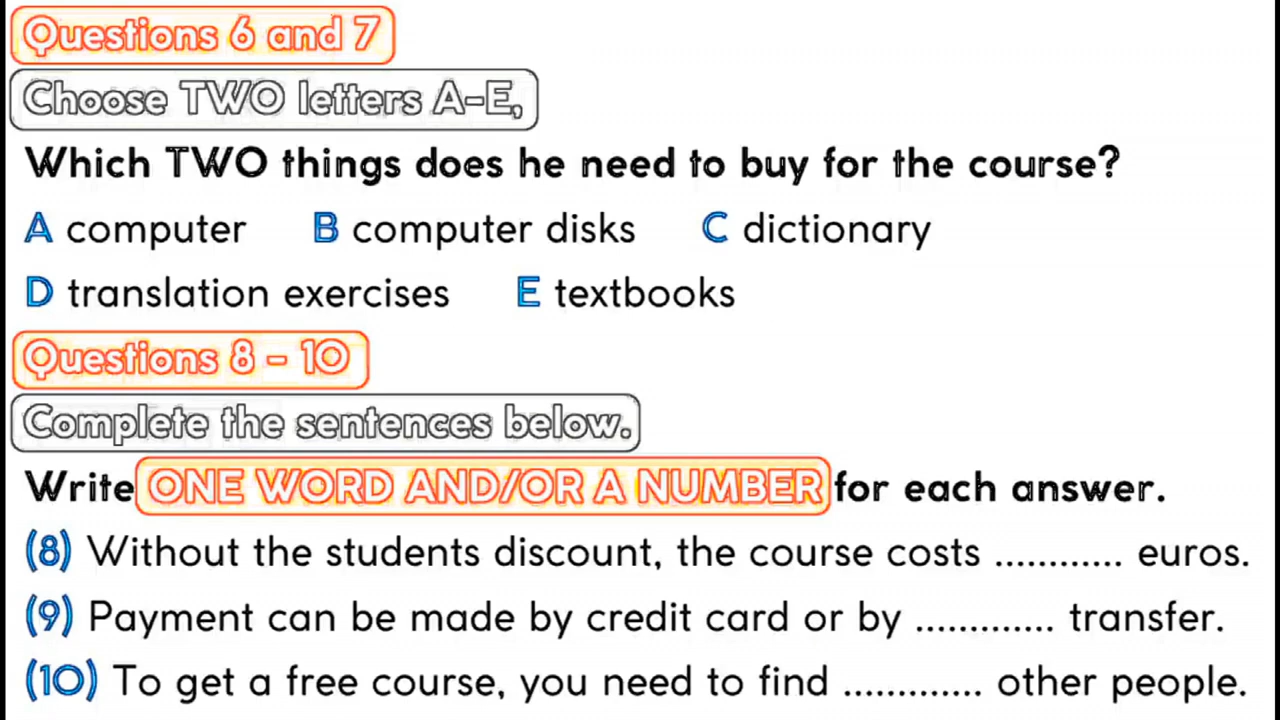 Questions 6 and 7
Choose TWO letters A-E,
Which TWO things does he need to buy for the course?
A computer B computer disks C dictionary
D translation exercises E textbooks
Questions 8 - 10
Complete the sentences below.
Write ONE WORD AND/OR A NUMBER for each answer.
(8) Without the students discount, the course costs ............ euros.
(9) Payment can be made by credit card or by ............. transfer.
(10) To get a free course, you need to find ............. other people.